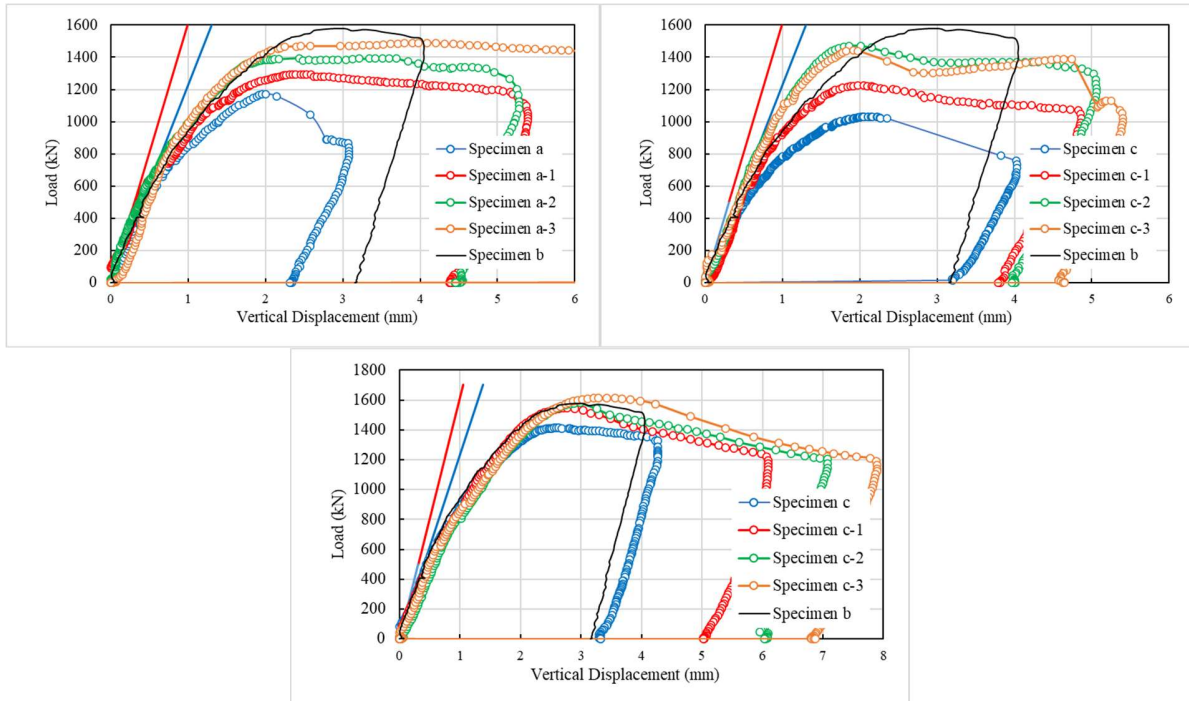 1600
1400
1200
1000
800
600
400
200
0
Load (kN)
0 1 2 3 4 5 6
Vertical Displacement (mm)
Specimen a
Specimen a-1
Specimen a-2
Specimen a-3
Specimen b
1600
1400
1200
1000
800
600
400
200
0
Load (kN)
0 1 2 3 4 5 6
Vertical Displacement (mm)
Specimen c
Specimen c-1
Specimen c-2
Specimen c-3
Specimen b
1800
1600
1400
1200
1000
800
600
400
200
0
Load (kN)
0 1 2 3 4 5 6 7 8
Vertical Displacement (mm)
Specimen c
Specimen c-1
Specimen c-2
Specimen c-3
Specimen b